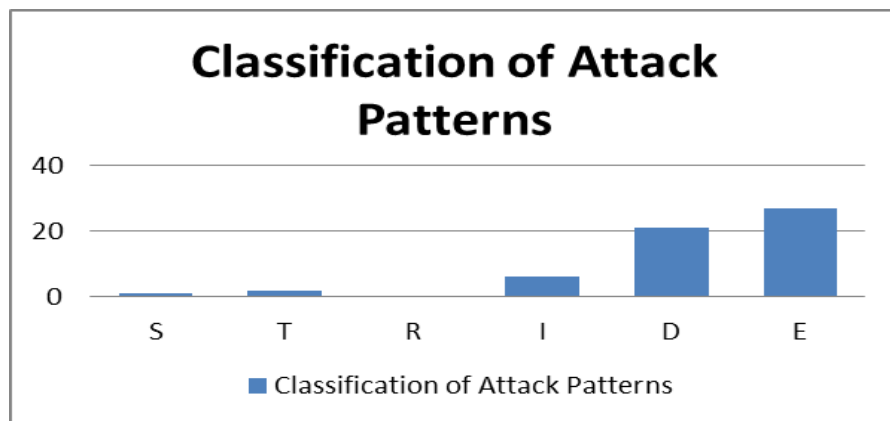 Classification of Attack
Patterns
40
20
0
S T R I D E
Classification of Attack Patterns